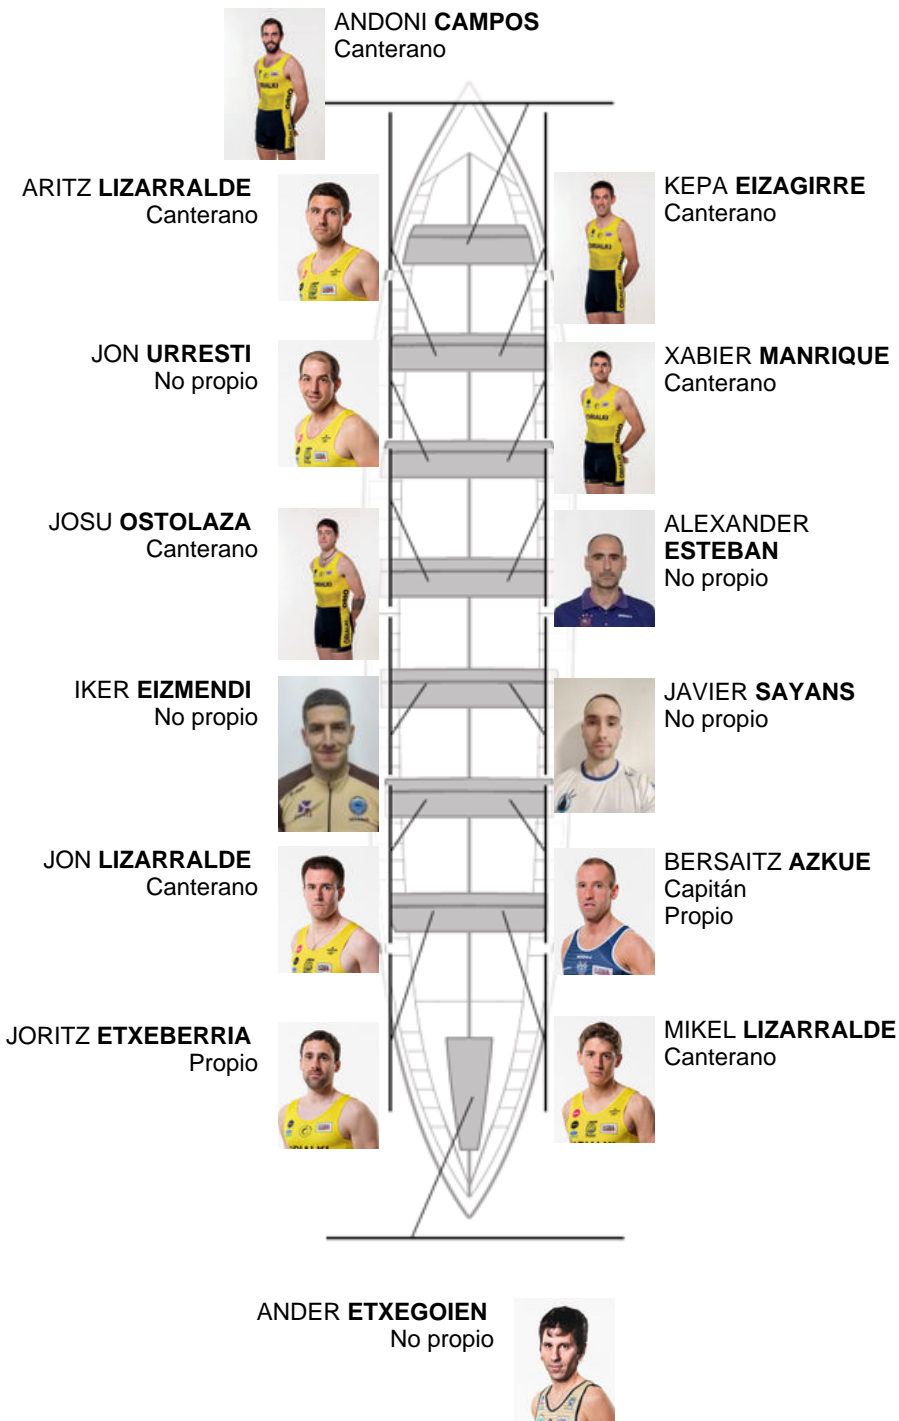 ANDONI CAMPOS
Canterano
ARITZ LIZARRALDE
Canterano
KEPA EIZAGIRRE
Canterano
JON URRESTI
No propio
XABIER MANRIQUE
Canterano
JOSU OSTOLAZA
Canterano
ALEXANDER
ESTEBAN
No propio
IKER EIZMENDI
No propio
JAVIER SAYANS
No propio
JON LIZARRALDE
Canterano
BERSAITZ AZKUE
Capitán
Propio
JORITZ ETXEBERRIA
Propio
MIKEL LIZARRALDE
Canterano
ANDER ETXEGOIEN
No propio